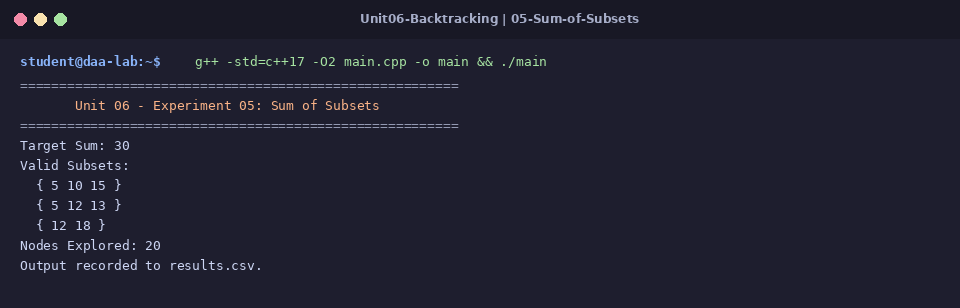 Unit06-Backtracking | 05-Sum-of-Subsets
student@daa-lab:~$ g++ -std=c++17 -O2 main.cpp -o main && ./main
========================================================
Unit 06 - Experiment 05: Sum of Subsets
========================================================
Target Sum: 30
Valid Subsets:
{ 5 10 15 }
{ 5 12 13 }
{ 12 18 }
Nodes Explored: 20
Output recorded to results.csv.